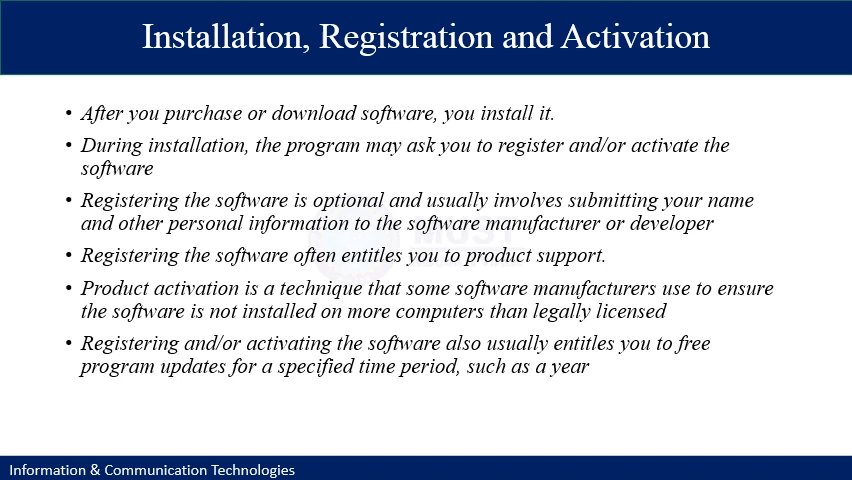 Installation, Registration and Activation
• After you purchase or download software, you install it.
• During installation, the program may ask you to register and/or activate the
software
• Registering the software is optional and usually involves submitting your name
and other personal information to the software manufacturer or developer
• Registering the software often entitles you to product support.
• Product activation is a technique that some software manufacturers use to ensure
the software is not installed on more computers than legally licensed
• Registering and/or activating the software also usually entitles you to free
program updates for a specified time period, such as a year
Information & Communication Technologies